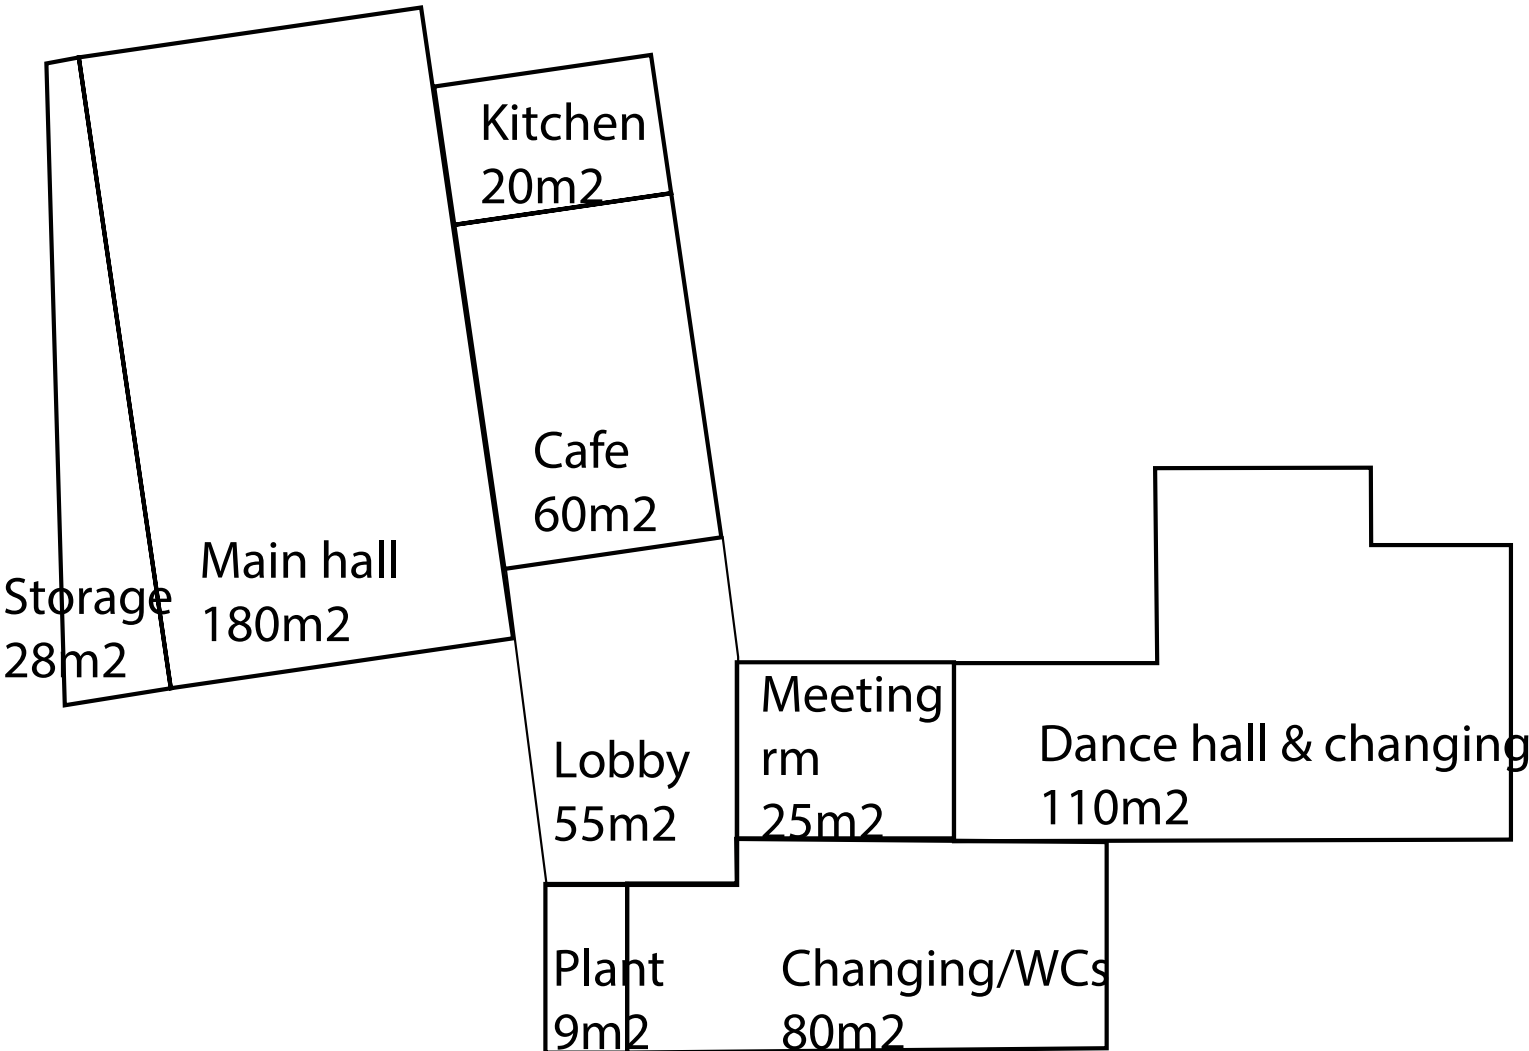 Kitchen
20m2
Cafe
60m2
Main hall
180m2
Storage
28m2
Lobby
55m2
Meeting
rm
25m2
Dance hall & changing
110m2
Plant
9m2
Changing/WCs
80m2